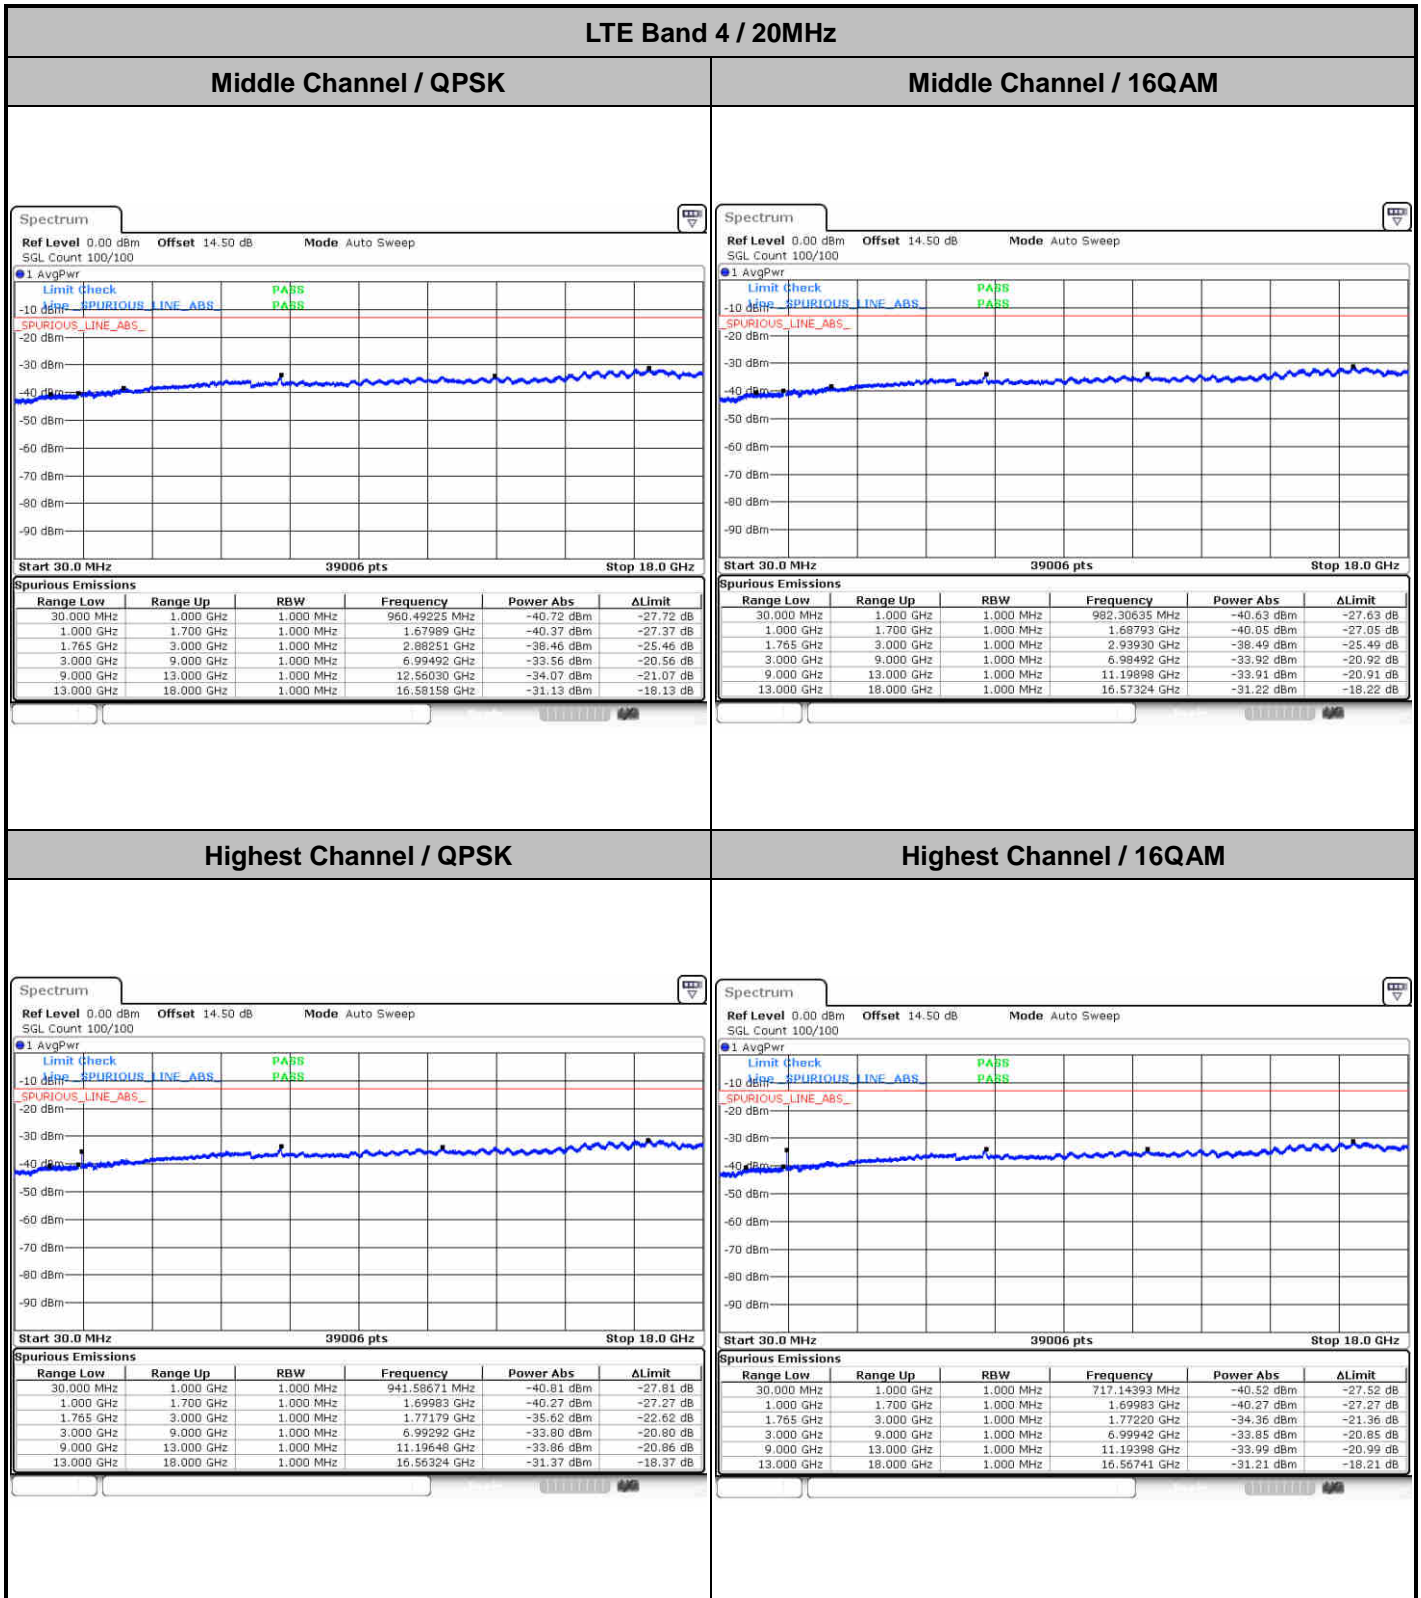 LTE Band 4 / 20MHz
Middle Channel / QPSK
Middle Channel / 16QAM
Spectrum
Ref Level 0.00 dBm Offset 14.50 dB Mode Auto Sweep
SGL Count 100/100
1 AvgPwr
Limit Check PASS
Line _SPURIOUS_LINE_ABS_ PASS
-10 dBm
_SPURIOUS_LINE_ABS_
-20 dBm
-30 dBm
-40 dBm
-50 dBm
-60 dBm
-70 dBm
-80 dBm
-90 dBm
Start 30.0 MHz 39006 pts Stop 18.0 GHz
Spurious Emissions
Range Low Range Up RBW Frequency Power Abs ΔLimit
30.000 MHz 1.000 GHz 1.000 MHz 960.49225 MHz -40.72 dBm -27.72 dB
1.000 GHz 1.700 GHz 1.000 MHz 1.67989 GHz -40.37 dBm -27.37 dB
1.765 GHz 3.000 GHz 1.000 MHz 2.88251 GHz -38.46 dBm -25.46 dB
3.000 GHz 9.000 GHz 1.000 MHz 6.99492 GHz -33.56 dBm -20.56 dB
9.000 GHz 13.000 GHz 1.000 MHz 12.56030 GHz -34.07 dBm -21.07 dB
13.000 GHz 18.000 GHz 1.000 MHz 16.58158 GHz -31.13 dBm -18.13 dB
Spectrum
Ref Level 0.00 dBm Offset 14.50 dB Mode Auto Sweep
SGL Count 100/100
1 AvgPwr
Limit Check PASS
Line _SPURIOUS_LINE_ABS_ PASS
-10 dBm
_SPURIOUS_LINE_ABS_
-20 dBm
-30 dBm
-40 dBm
-50 dBm
-60 dBm
-70 dBm
-80 dBm
-90 dBm
Start 30.0 MHz 39006 pts Stop 18.0 GHz
Spurious Emissions
Range Low Range Up RBW Frequency Power Abs ΔLimit
30.000 MHz 1.000 GHz 1.000 MHz 982.30635 MHz -40.63 dBm -27.63 dB
1.000 GHz 1.700 GHz 1.000 MHz 1.68793 GHz -40.05 dBm -27.05 dB
1.765 GHz 3.000 GHz 1.000 MHz 2.93930 GHz -38.49 dBm -25.49 dB
3.000 GHz 9.000 GHz 1.000 MHz 6.98492 GHz -33.92 dBm -20.92 dB
9.000 GHz 13.000 GHz 1.000 MHz 11.19898 GHz -33.91 dBm -20.91 dB
13.000 GHz 18.000 GHz 1.000 MHz 16.57324 GHz -31.22 dBm -18.22 dB
Highest Channel / QPSK
Highest Channel / 16QAM
Spectrum
Ref Level 0.00 dBm Offset 14.50 dB Mode Auto Sweep
SGL Count 100/100
1 AvgPwr
Limit Check PASS
Line _SPURIOUS_LINE_ABS_ PASS
-10 dBm
_SPURIOUS_LINE_ABS_
-20 dBm
-30 dBm
-40 dBm
-50 dBm
-60 dBm
-70 dBm
-80 dBm
-90 dBm
Start 30.0 MHz 39006 pts Stop 18.0 GHz
Spurious Emissions
Range Low Range Up RBW Frequency Power Abs ΔLimit
30.000 MHz 1.000 GHz 1.000 MHz 941.58671 MHz -40.81 dBm -27.81 dB
1.000 GHz 1.700 GHz 1.000 MHz 1.69983 GHz -40.27 dBm -27.27 dB
1.765 GHz 3.000 GHz 1.000 MHz 1.77179 GHz -35.62 dBm -22.62 dB
3.000 GHz 9.000 GHz 1.000 MHz 6.99292 GHz -33.80 dBm -20.80 dB
9.000 GHz 13.000 GHz 1.000 MHz 11.19648 GHz -33.86 dBm -20.86 dB
13.000 GHz 18.000 GHz 1.000 MHz 16.56324 GHz -31.37 dBm -18.37 dB
Spectrum
Ref Level 0.00 dBm Offset 14.50 dB Mode Auto Sweep
SGL Count 100/100
1 AvgPwr
Limit Check PASS
Line _SPURIOUS_LINE_ABS_ PASS
-10 dBm
_SPURIOUS_LINE_ABS_
-20 dBm
-30 dBm
-40 dBm
-50 dBm
-60 dBm
-70 dBm
-80 dBm
-90 dBm
Start 30.0 MHz 39006 pts Stop 18.0 GHz
Spurious Emissions
Range Low Range Up RBW Frequency Power Abs ΔLimit
30.000 MHz 1.000 GHz 1.000 MHz 717.14393 MHz -40.52 dBm -27.52 dB
1.000 GHz 1.700 GHz 1.000 MHz 1.69983 GHz -40.27 dBm -27.27 dB
1.765 GHz 3.000 GHz 1.000 MHz 1.77220 GHz -34.36 dBm -21.36 dB
3.000 GHz 9.000 GHz 1.000 MHz 6.99942 GHz -33.85 dBm -20.85 dB
9.000 GHz 13.000 GHz 1.000 MHz 11.19398 GHz -33.99 dBm -20.99 dB
13.000 GHz 18.000 GHz 1.000 MHz 16.56741 GHz -31.21 dBm -18.21 dB